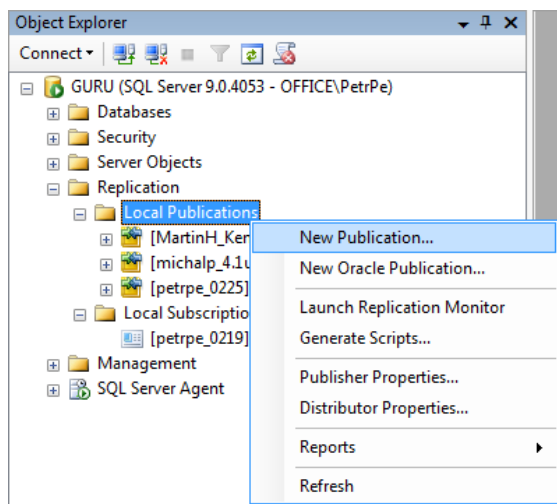 Object Explorer
Connect
GURU (SQL Server 9.0.4053 - OFFICE\PetrPe)
Databases
Security
Server Objects
Replication
Local Publications
[MartinH_Ker
[michalp_4.1u
[petrpe_0225]
Local Subscriptio
[petrpe_0219]
Management
SQL Server Agent
New Publication...
New Oracle Publication...
Launch Replication Monitor
Generate Scripts...
Publisher Properties...
Distributor Properties...
Reports
Refresh